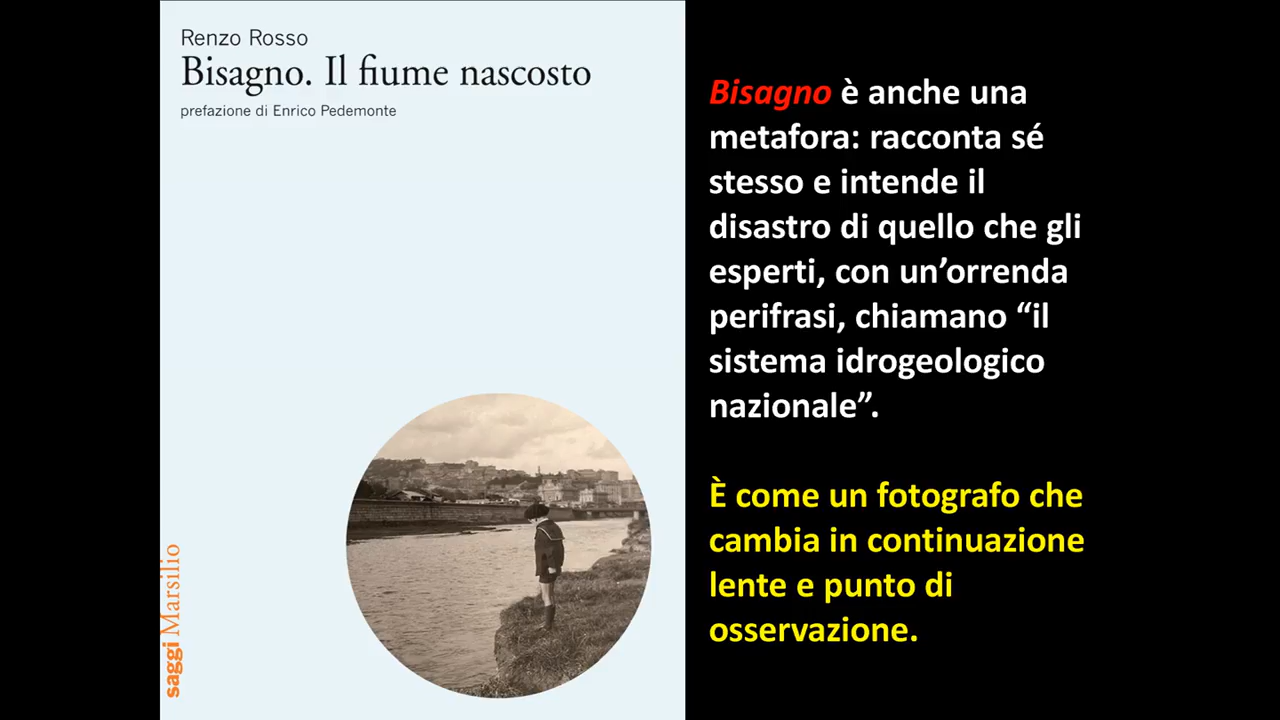 Renzo Rosso
Bisagno. Il fiume nascosto
prefazione di Enrico Pedemonte
saggi Marsilio
Bisagno è anche una
metafora: racconta sé
stesso e intende il
disastro di quello che gli
esperti, con un’orrenda
perifrasi, chiamano “il
sistema idrogeologico
nazionale”.
È come un fotografo che
cambia in continuazione
lente e punto di
osservazione.